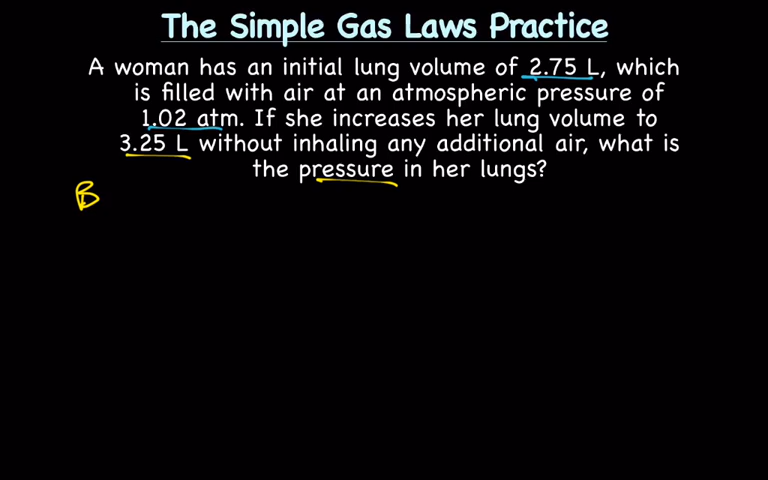 The Simple Gas Laws Practice
A woman has an initial lung volume of 2.75 L, which
is filled with air at an atmospheric pressure of
1.02 atm. If she increases her lung volume to
3.25 L without inhaling any additional air, what is
the pressure in her lungs?
B